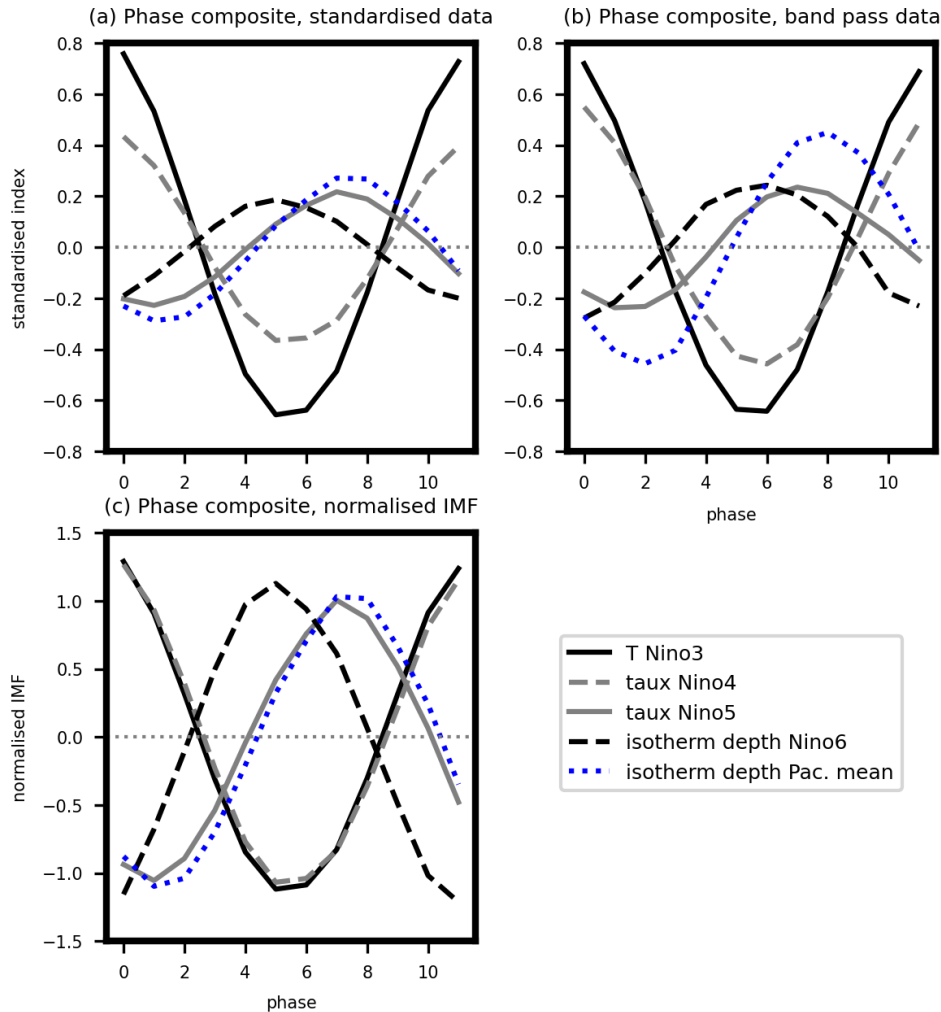 (a) Phase composite, standardised data
0.8
0.6
0.4
0.2
0.0
−0.2
−0.4
−0.6
−0.8
standardised index
0 2 4 6 8 10
(b) Phase composite, band pass data
0.8
0.6
0.4
0.2
0.0
−0.2
−0.4
−0.6
−0.8
0 2 4 6 8 10
phase
(c) Phase composite, normalised IMF
1.5
1.0
0.5
0.0
−0.5
−1.0
−1.5
normalised IMF
0 2 4 6 8 10
phase
T Nino3
taux Nino4
taux Nino5
isotherm depth Nino6
isotherm depth Pac. mean